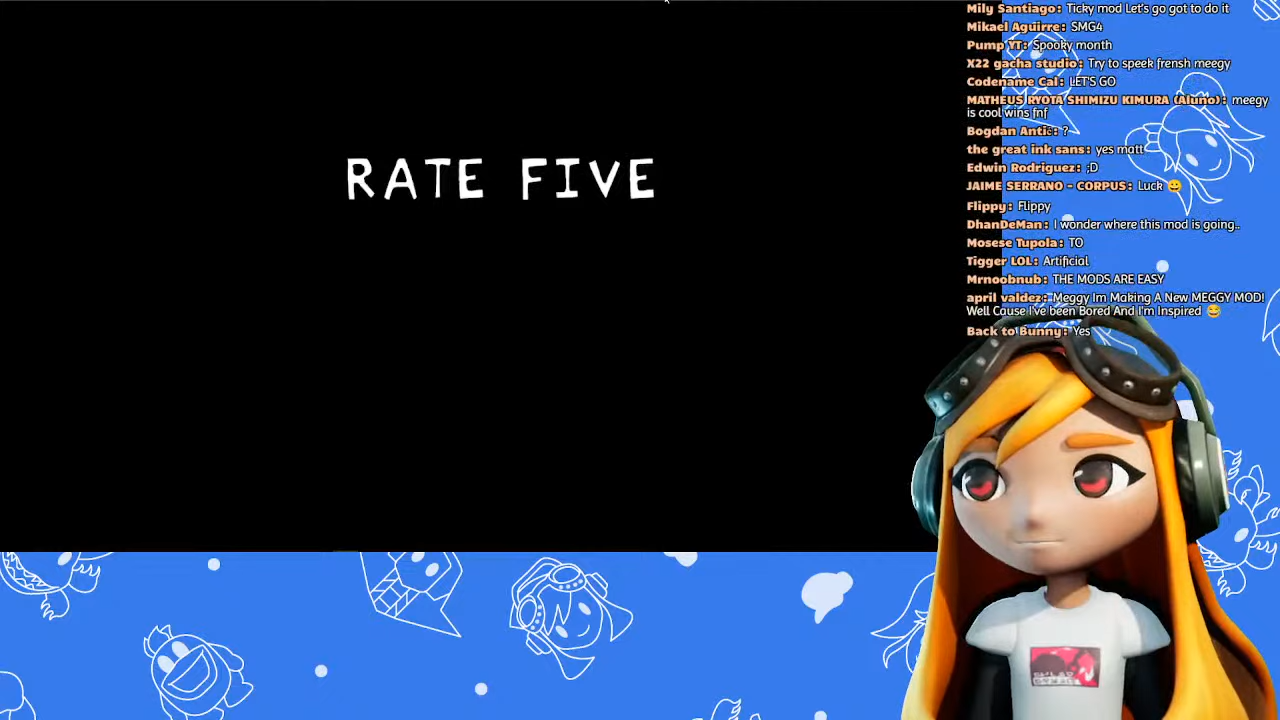 RATE FIVE
Mily Santiago: Ticky mod Let's go got to do it
Mikael Aguirre: SMG4
Pump YT: Spooky month
X22 gacha studio: Try to speek frensh meegy
Codename Cal: LET'S GO
MATHEUS RYOTA SHIMIZU KIMURA (Aluno): meegy
is cool wins fnf
Bogdan Antic: ?
the great ink sans: yes matt
Edwin Rodriguez: ;D
JAIME SERRANO - CORPUS: Luck 😀
Flippy: Flippy
DhanDeMan: I wonder where this mod is going..
Mosese Tupola: TO
Tigger LOL: Artificial
Mrnoobnub: THE MODS ARE EASY
april valdez: Meggy Im Making A New MEGGY MOD!
Well Cause I've been Bored And I'm Inspired 😂
Back to Bunny: Yes